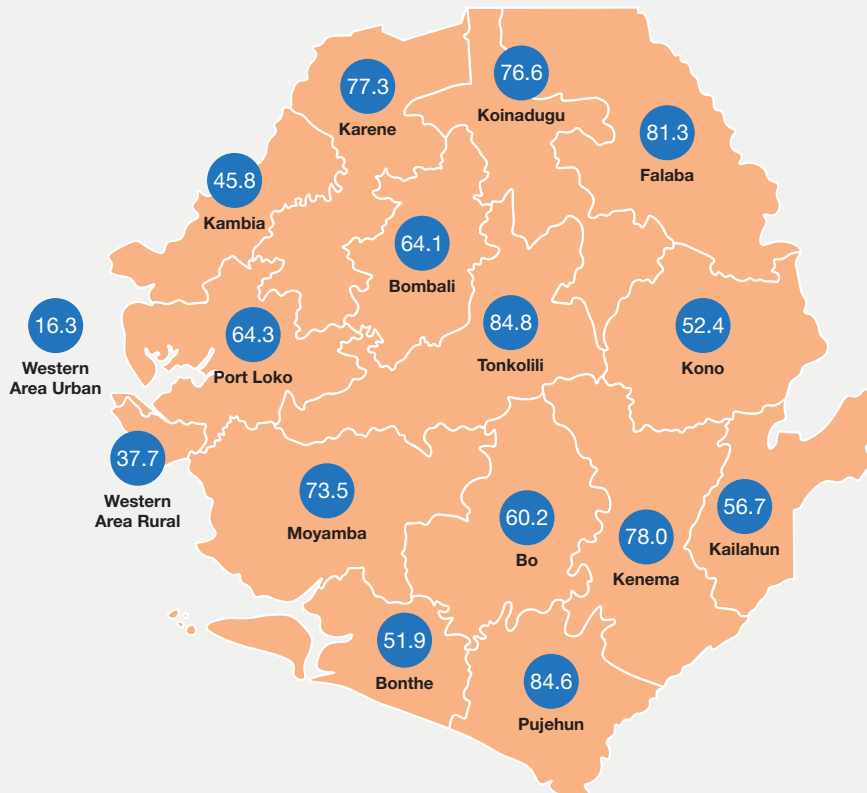 76.6
Koinadugu
77.3
Karene
81.3
Falaba
45.8
Kambia
64.1
Bombali
16.3
Western
Area Urban
64.3
Port Loko
84.8
Tonkolili
52.4
Kono
37.7
Western
Area Rural
73.5
Moyamba
60.2
Bo
78.0
Kenema
56.7
Kailahun
51.9
Bonthe
84.6
Pujehun